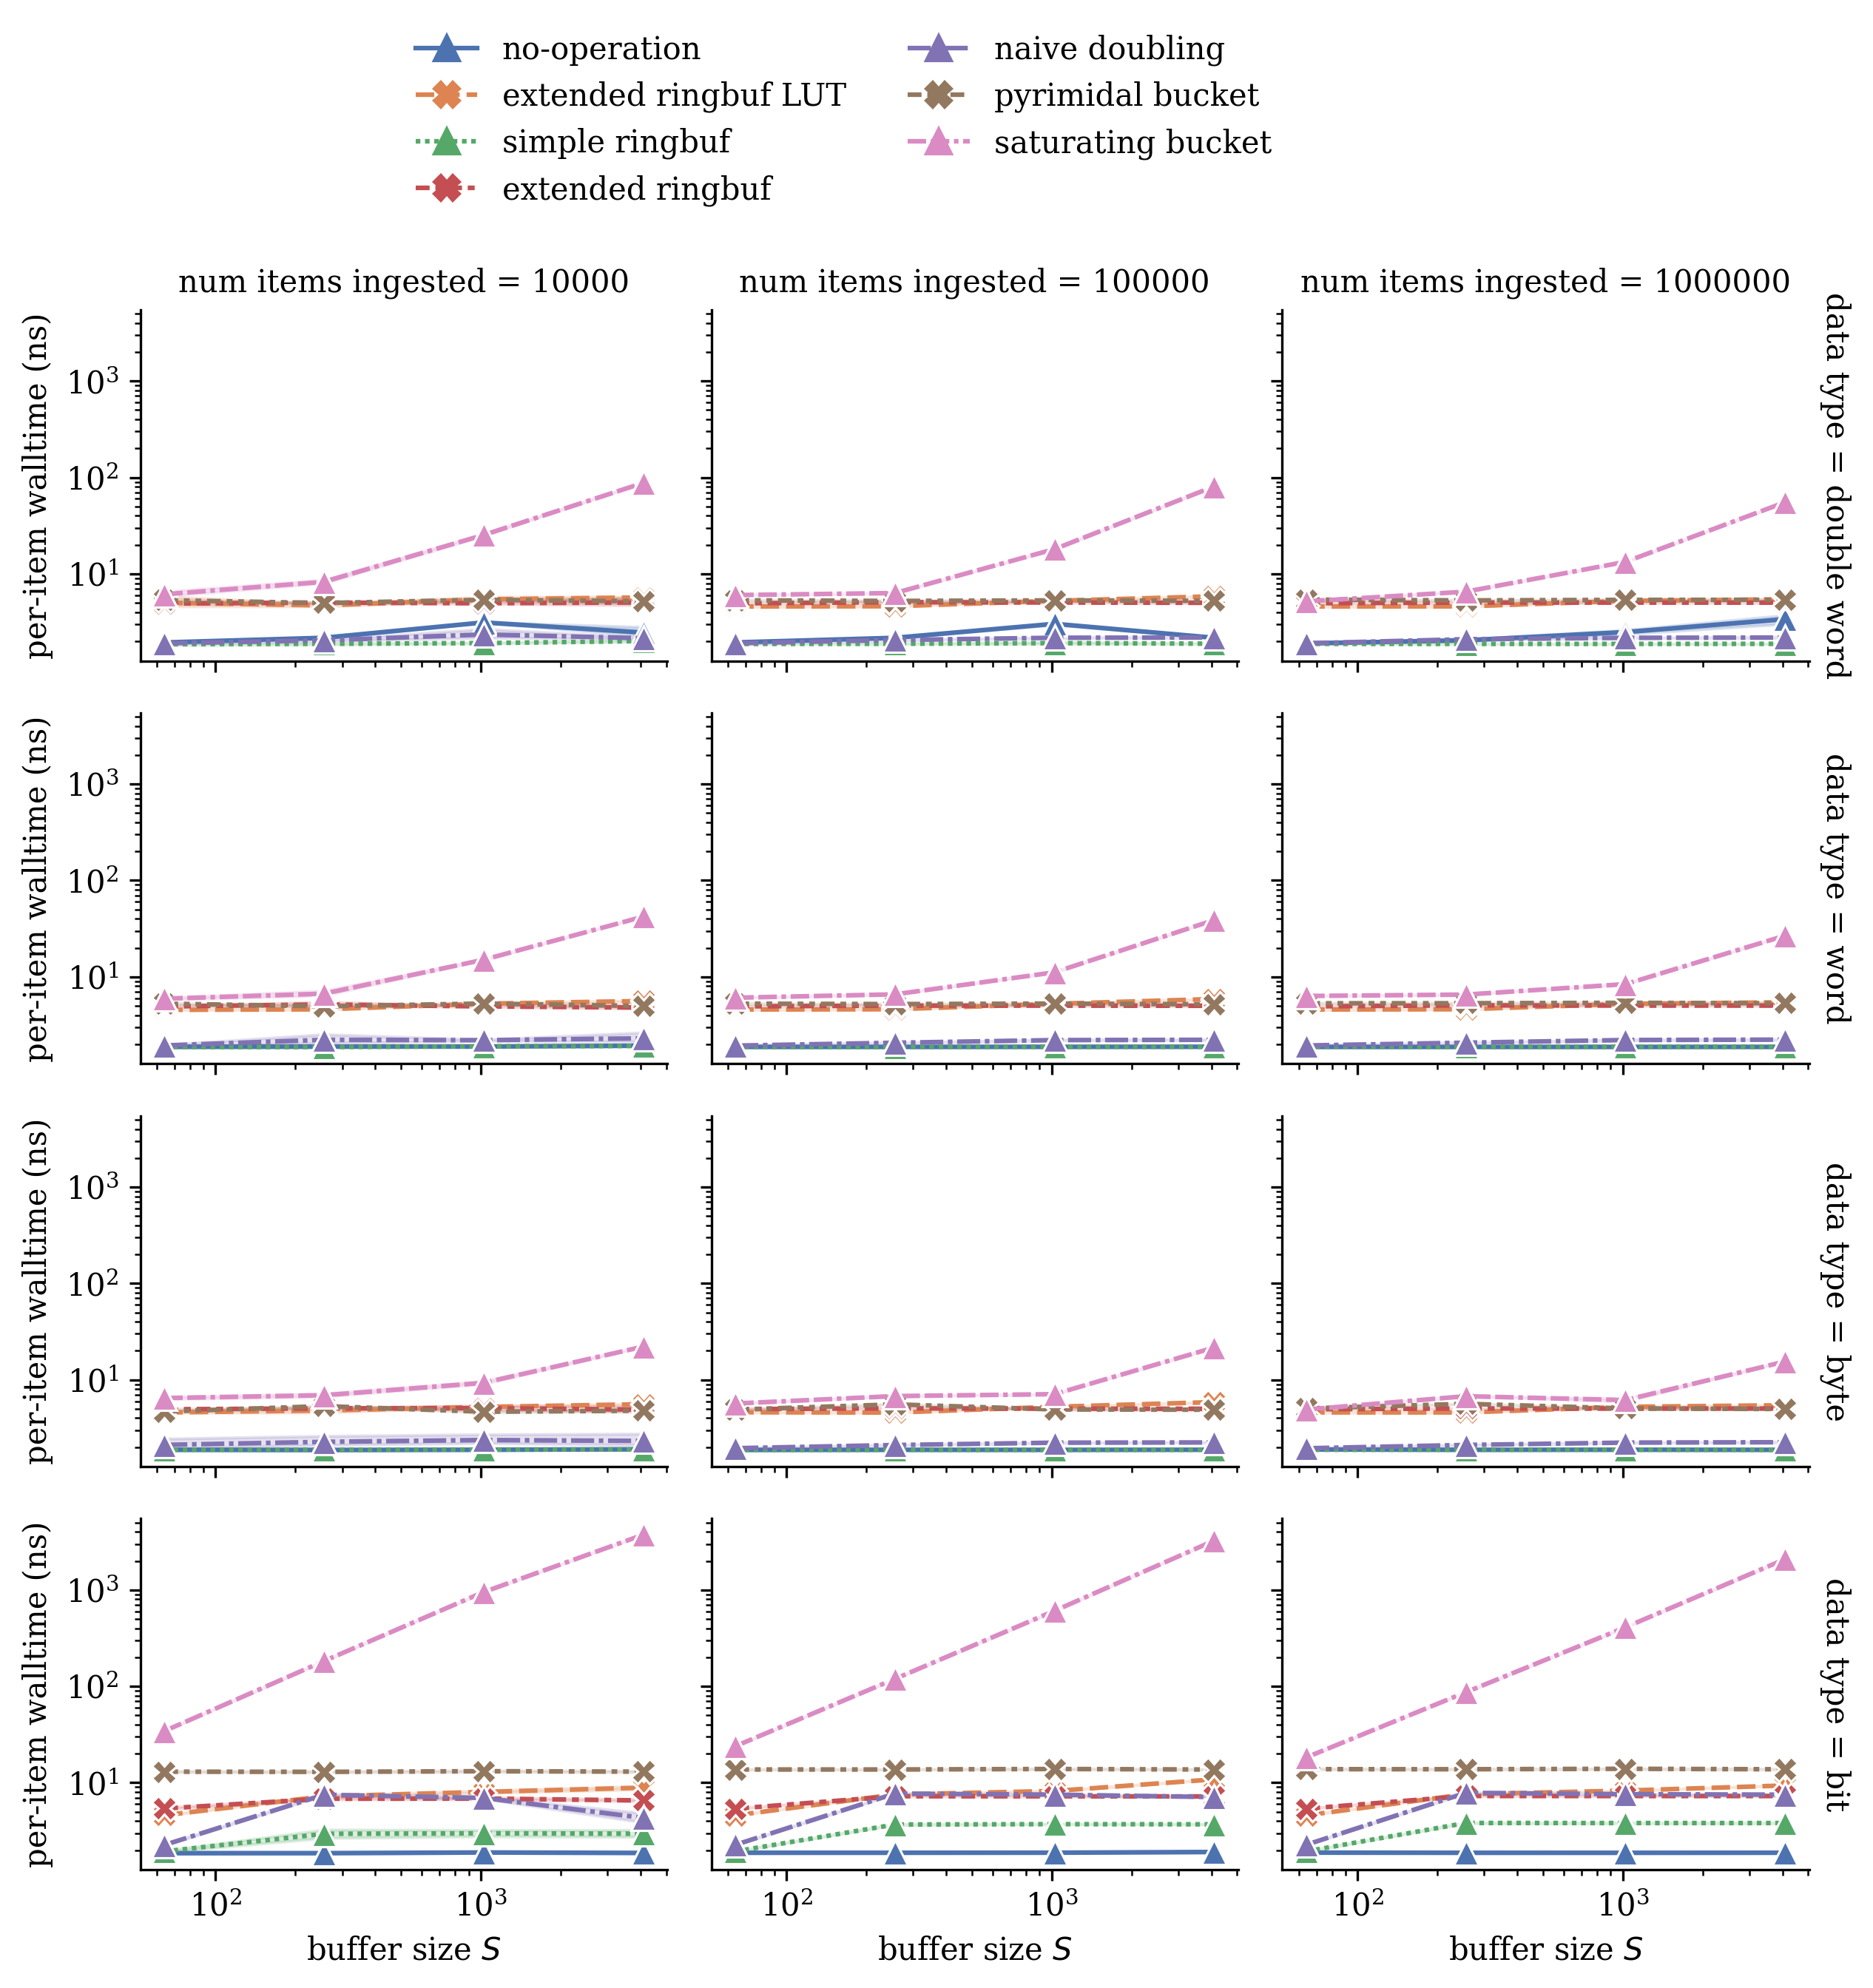 no-operation
extended ringbuf LUT
simple ringbuf
extended ringbuf
naive doubling
pyrimidal bucket
saturating bucket
num items ingested = 10000
num items ingested = 100000
num items ingested = 1000000
per-item walltime (ns)
10³
10²
10¹
data type = double word
per-item walltime (ns)
10³
10²
10¹
data type = word
per-item walltime (ns)
10³
10²
10¹
data type = byte
per-item walltime (ns)
10³
10²
10¹
data type = bit
10² 10³
10² 10³
10² 10³
buffer size S
buffer size S
buffer size S